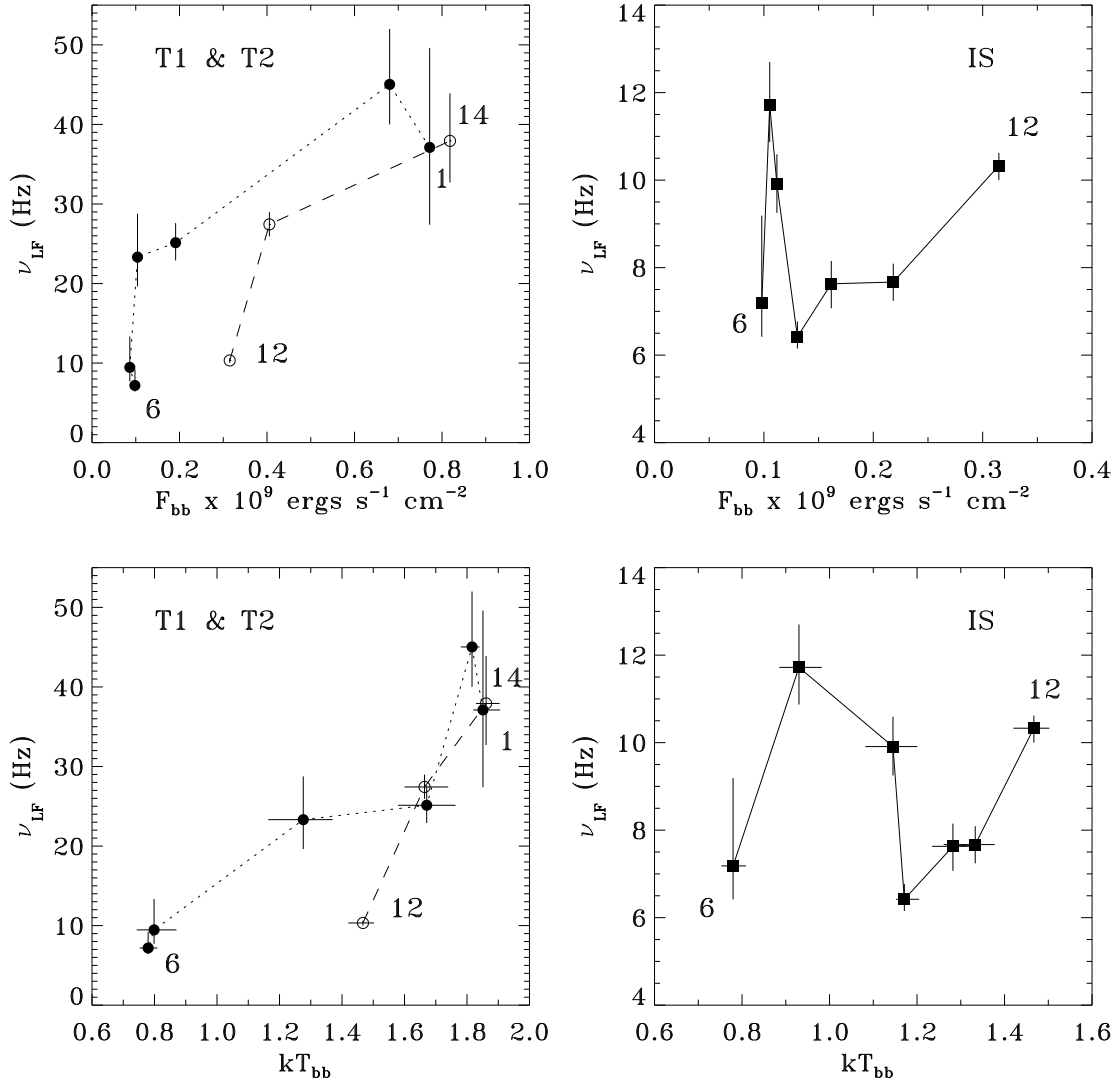 T1 & T2
14
1
12
6
50
40
30
20
10
0
ν_LF (Hz)
0.0 0.2 0.4 0.6 0.8 1.0
F_bb x 10⁹ ergs s⁻¹ cm⁻²
IS
12
6
14
12
10
8
6
4
ν_LF (Hz)
0.0 0.1 0.2 0.3 0.4
F_bb x 10⁹ ergs s⁻¹ cm⁻²
T1 & T2
14
1
12
6
50
40
30
20
10
0
ν_LF (Hz)
0.6 0.8 1.0 1.2 1.4 1.6 1.8 2.0
kT_bb
IS
12
6
14
12
10
8
6
4
ν_LF (Hz)
0.6 0.8 1.0 1.2 1.4 1.6
kT_bb